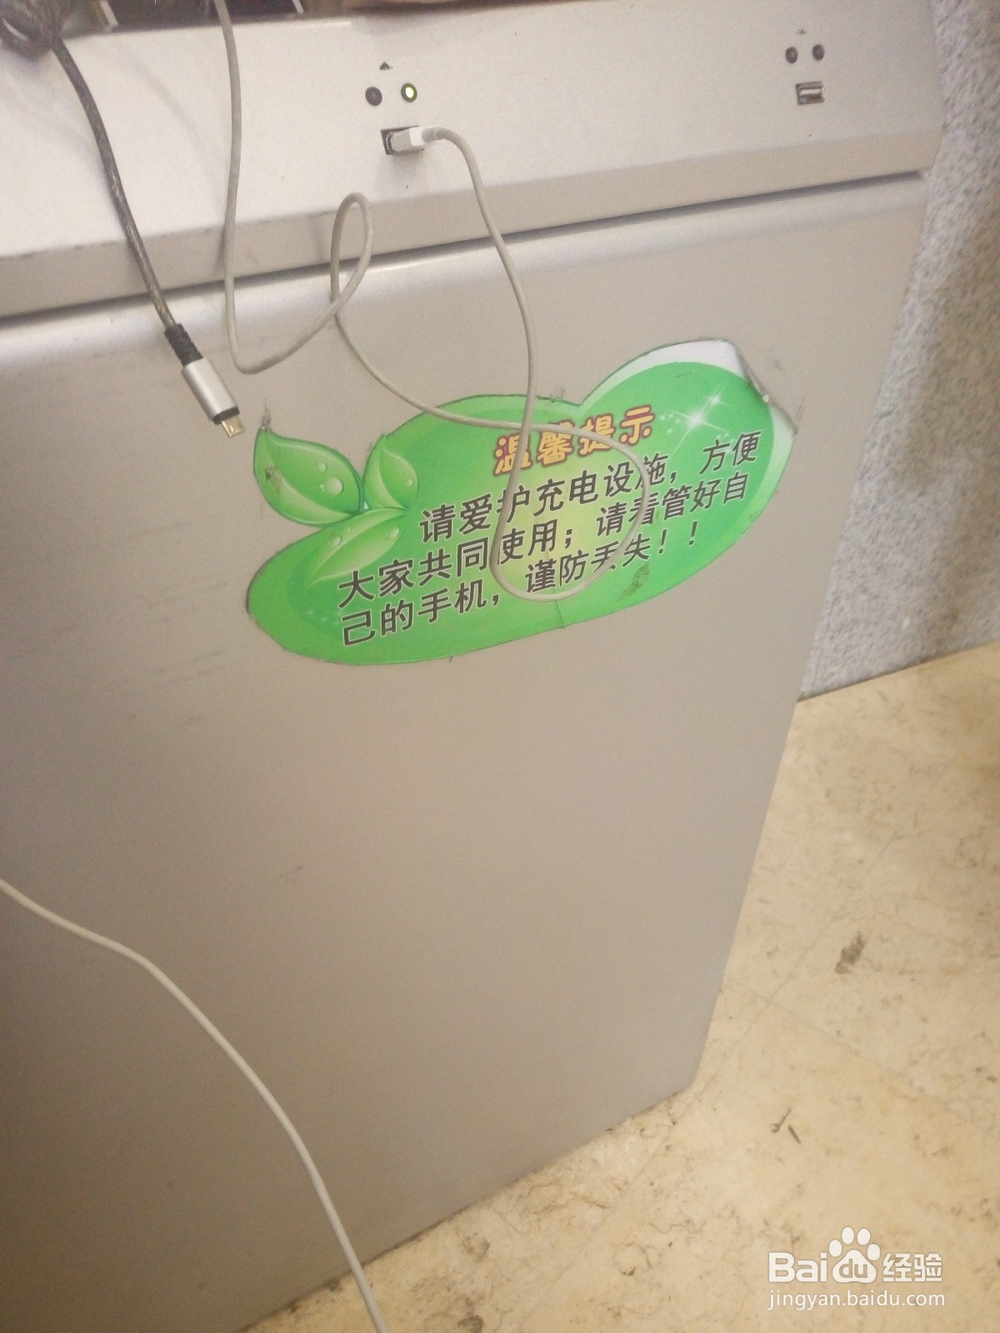 温馨提示
请爱护充电设施，方便
大家共同使用；请看管好自
己的手机，谨防丢失！！
Baidu经验
jingyan.baidu.com